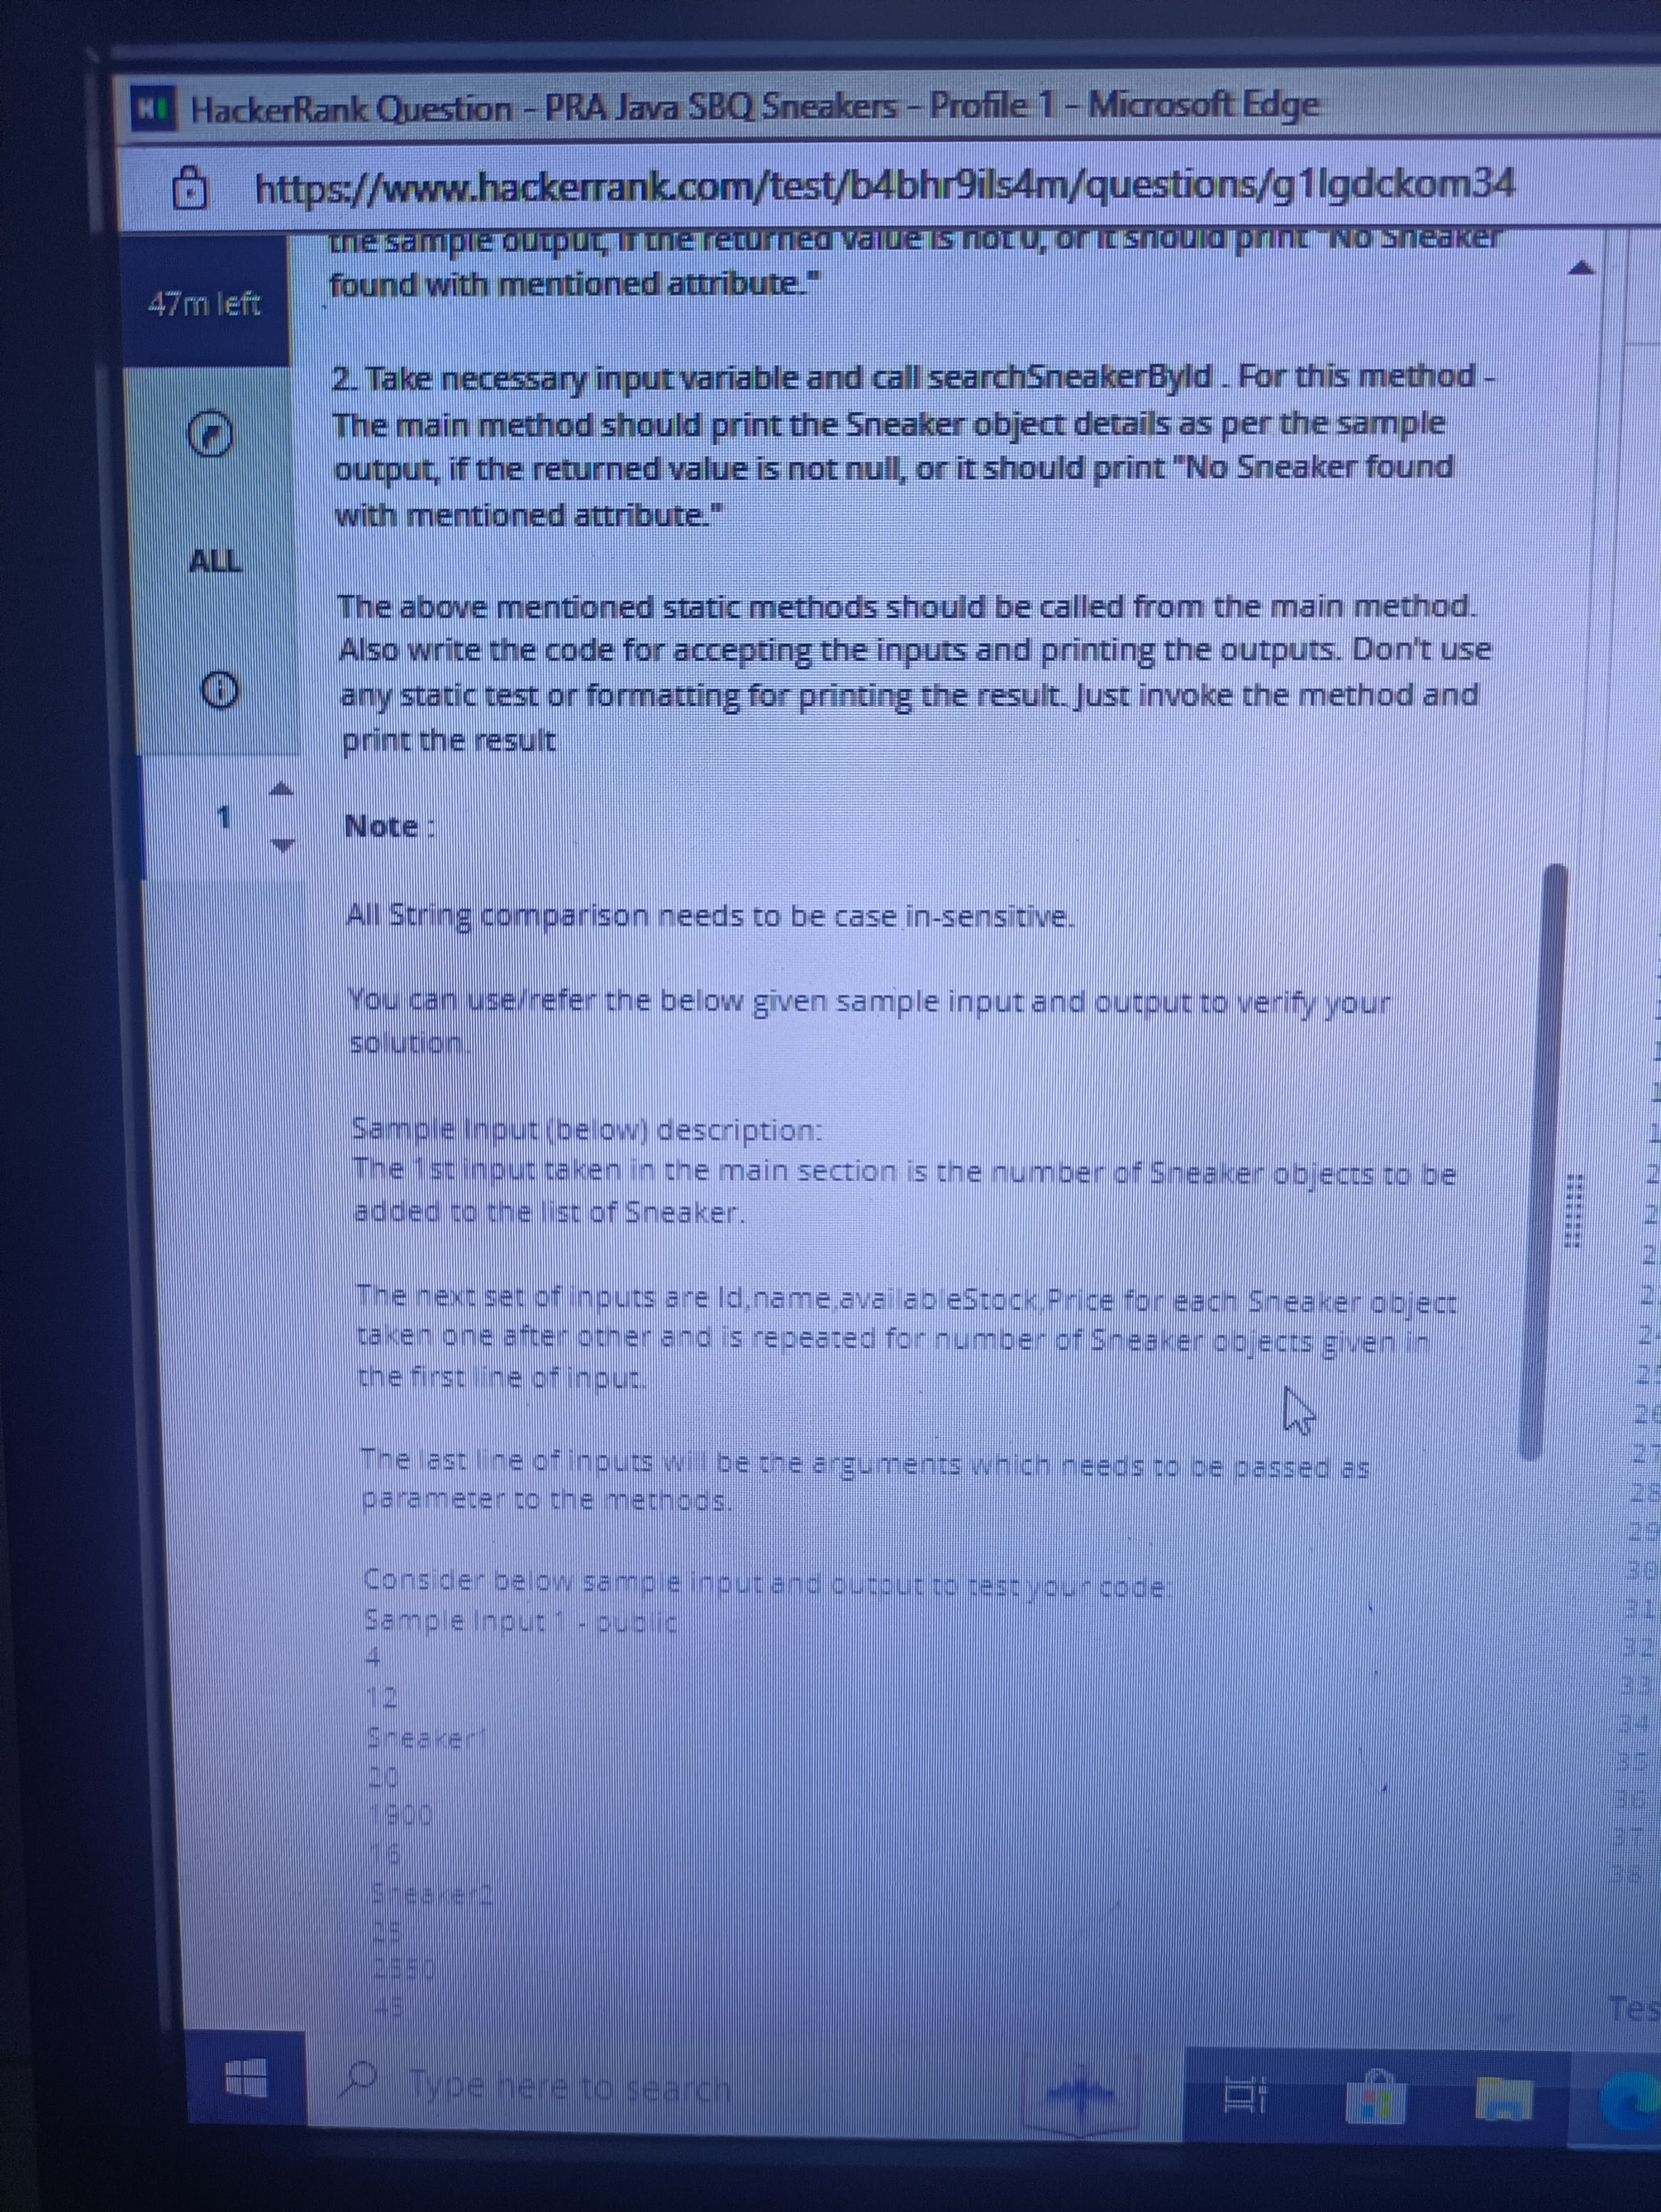 HackerRank Question - PRA Java SBQ Sneakers - Profile 1 - Microsoft Edge
https://www.hackerrank.com/test/b4bhr9ils4m/questions/g1lgdckom34
47m left
the sample output, if the returned value is not 0, or it should print "No Sneaker
found with mentioned attribute."
2. Take necessary input variable and call searchSneakerById . For this method -
The main method should print the Sneaker object details as per the sample
output, if the returned value is not null, or it should print "No Sneaker found
with mentioned attribute."
ALL
The above mentioned static methods should be called from the main method.
Also write the code for accepting the inputs and printing the outputs. Don't use
any static test or formatting for printing the result. Just invoke the method and
print the result
1
Note :
All String comparison needs to be case in-sensitive.
You can use/refer the below given sample input and output to verify your
solution.
Sample Input (below) description:
The 1st input taken in the main section is the number of Sneaker objects to be
added to the list of Sneaker.
The next set of inputs are Id,name,availableStock,Price for each Sneaker object
taken one after other and is repeated for number of Sneaker objects given in
the first line of input.
The last line of inputs will be the arguments which needs to be passed as
parameter to the methods.
Consider below sample input and output to test your code:
Sample Input 1 - public
4
12
Sneaker1
20
1900
16
Sneaker2
25
2550
45
26
27
28
29
30
31
32
33
34
35
36
37
38
Tes
Type here to search